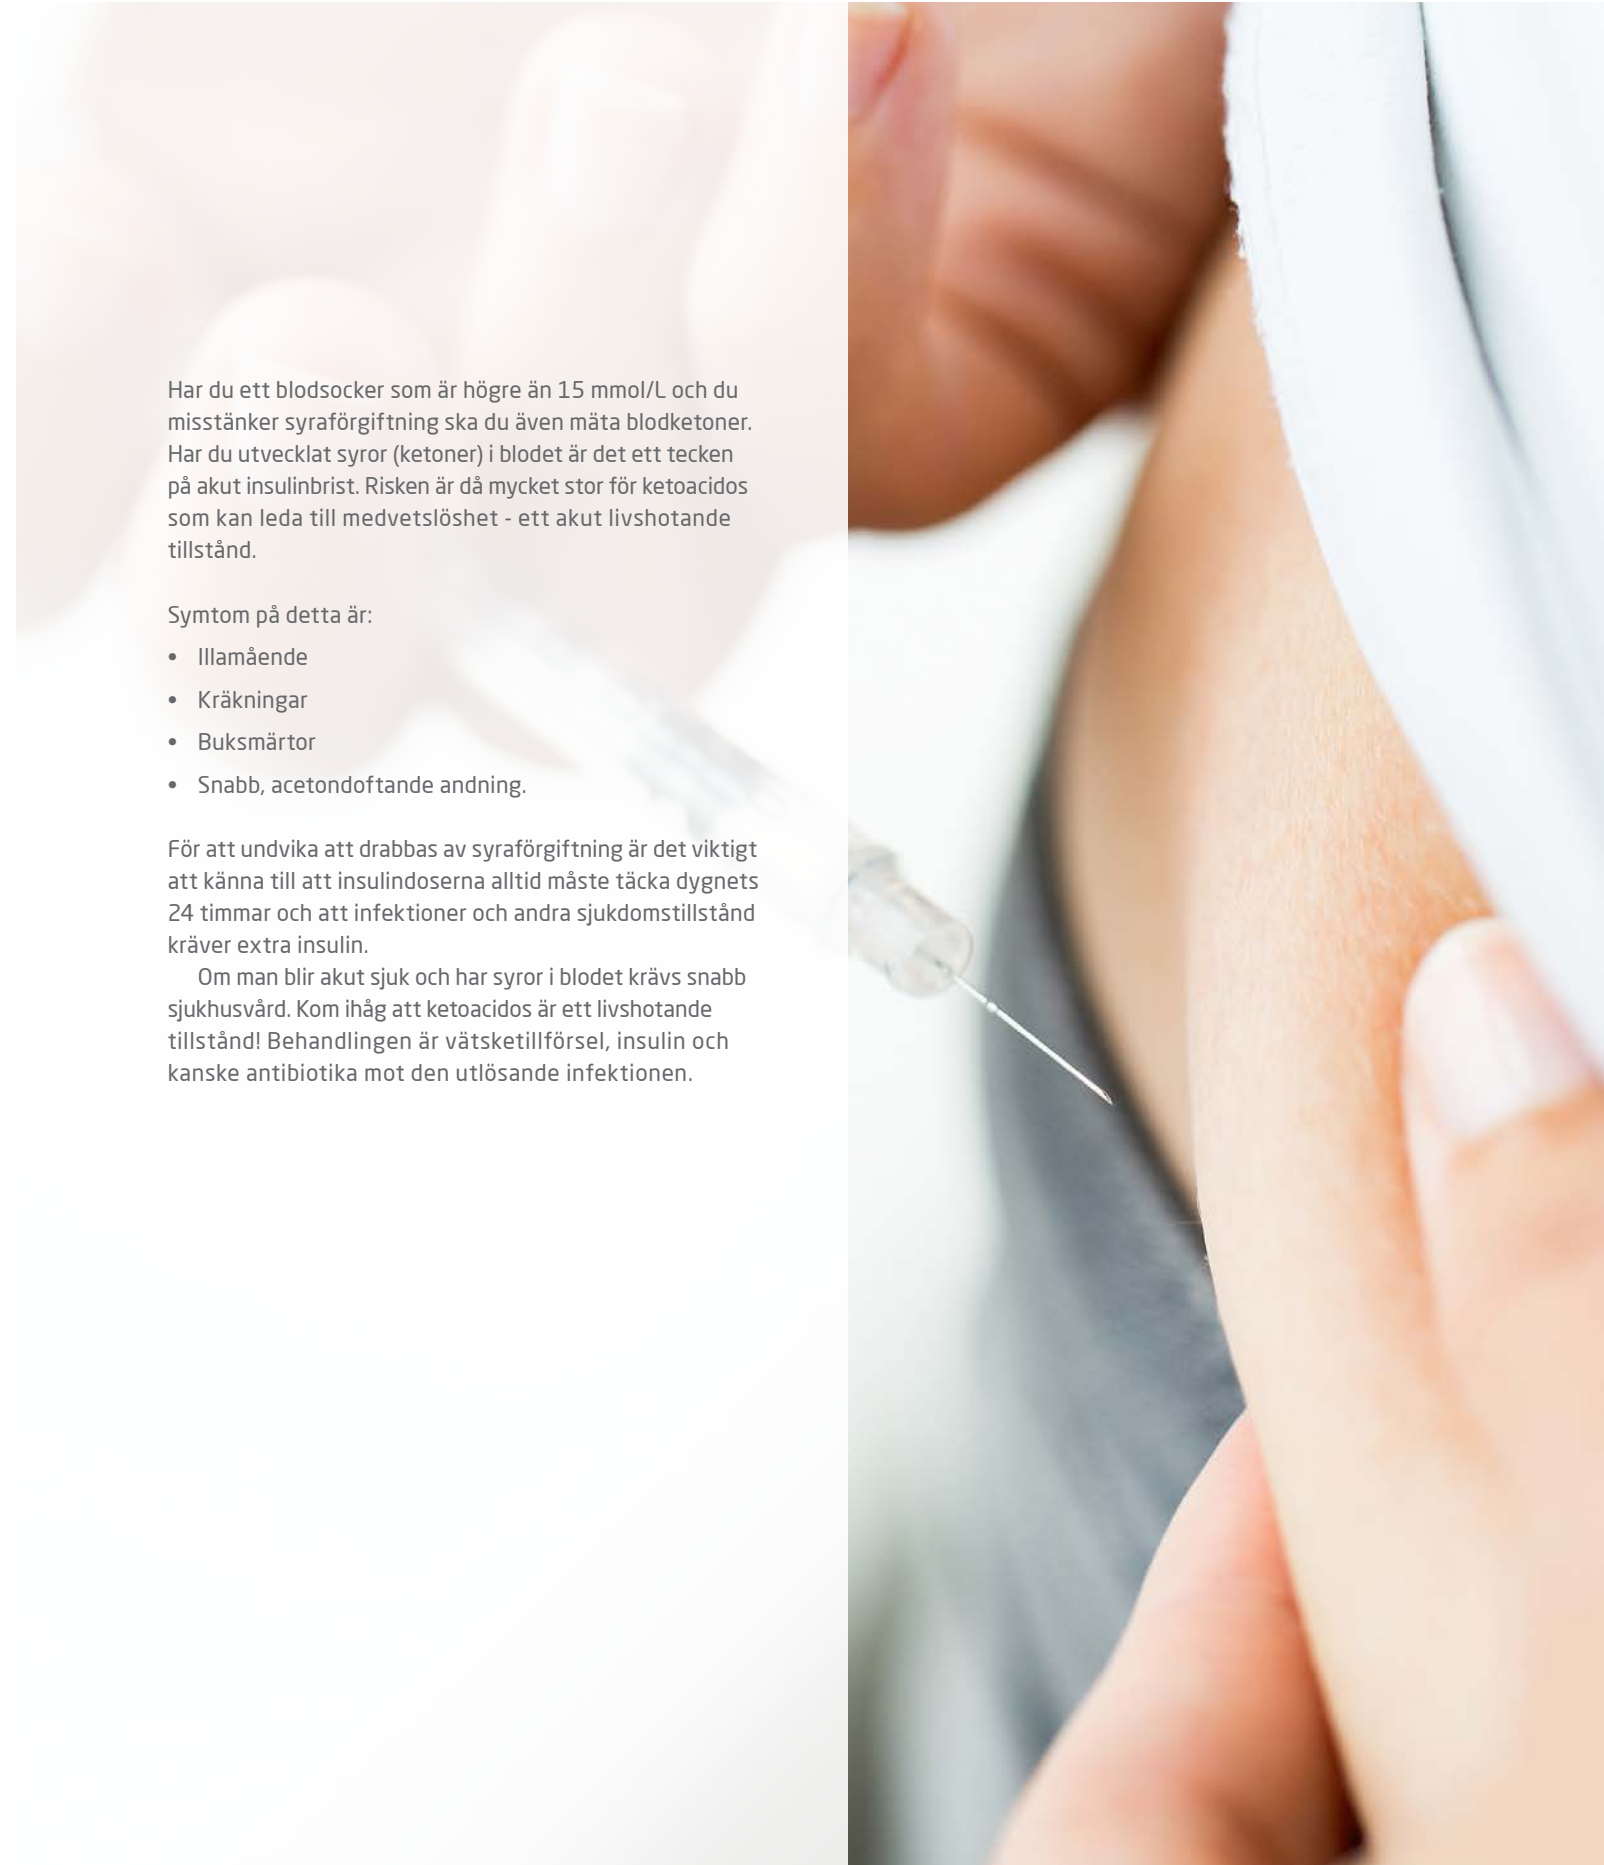 Har du ett blodsocker som är högre än 15 mmol/L och du
misstänker syraförgiftning ska du även mäta blodketoner.
Har du utvecklat syror (ketoner) i blodet är det ett tecken
på akut insulinbrist. Risken är då mycket stor för ketoacidos
som kan leda till medvetslöshet - ett akut livshotande
tillstånd.
Symtom på detta är:
• Illamående
• Kräkningar
• Buksmärtor
• Snabb, acetondoftande andning.
För att undvika att drabbas av syraförgiftning är det viktigt
att känna till att insulindoserna alltid måste täcka dygnets
24 timmar och att infektioner och andra sjukdomstillstånd
kräver extra insulin.
Om man blir akut sjuk och har syror i blodet krävs snabb
sjukhusvård. Kom ihåg att ketoacidos är ett livshotande
tillstånd! Behandlingen är vätsketillförsel, insulin och
kanske antibiotika mot den utlösande infektionen.